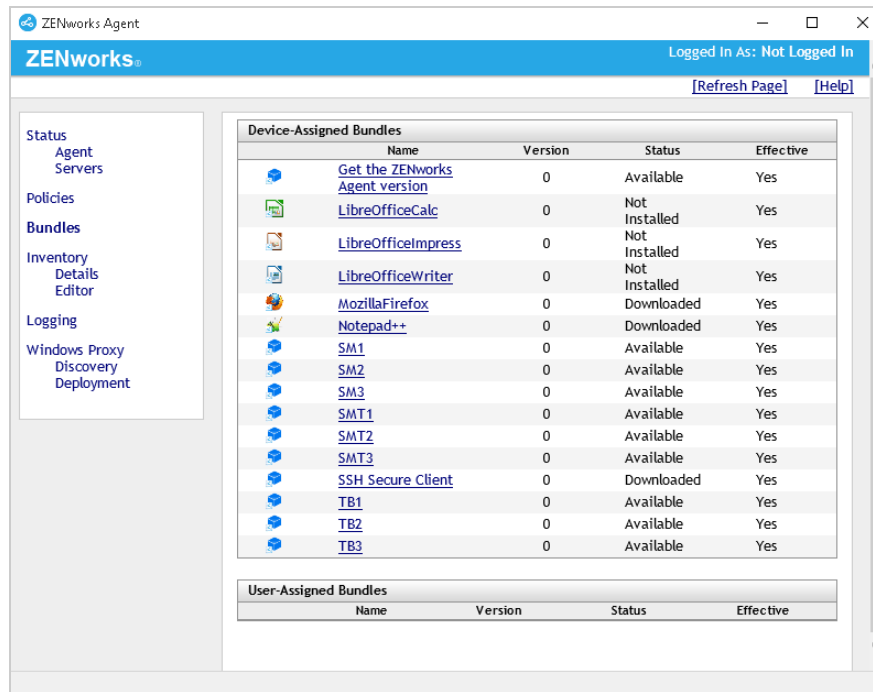 ZENworks Agent
ZENworks®
Logged In As: Not Logged In
[Refresh Page] [Help]
Status
Agent
Servers
Policies
Bundles
Inventory
Details
Editor
Logging
Windows Proxy
Discovery
Deployment
Device-Assigned Bundles
Name Version Status Effective
Get the ZENworks Agent version 0 Available Yes
LibreOfficeCalc 0 Not Installed Yes
LibreOfficeImpress 0 Not Installed Yes
LibreOfficeWriter 0 Not Installed Yes
MozillaFirefox 0 Downloaded Yes
Notepad++ 0 Downloaded Yes
SM1 0 Available Yes
SM2 0 Available Yes
SM3 0 Available Yes
SMT1 0 Available Yes
SMT2 0 Available Yes
SMT3 0 Available Yes
SSH Secure Client 0 Downloaded Yes
TB1 0 Available Yes
TB2 0 Available Yes
TB3 0 Available Yes
User-Assigned Bundles
Name Version Status Effective